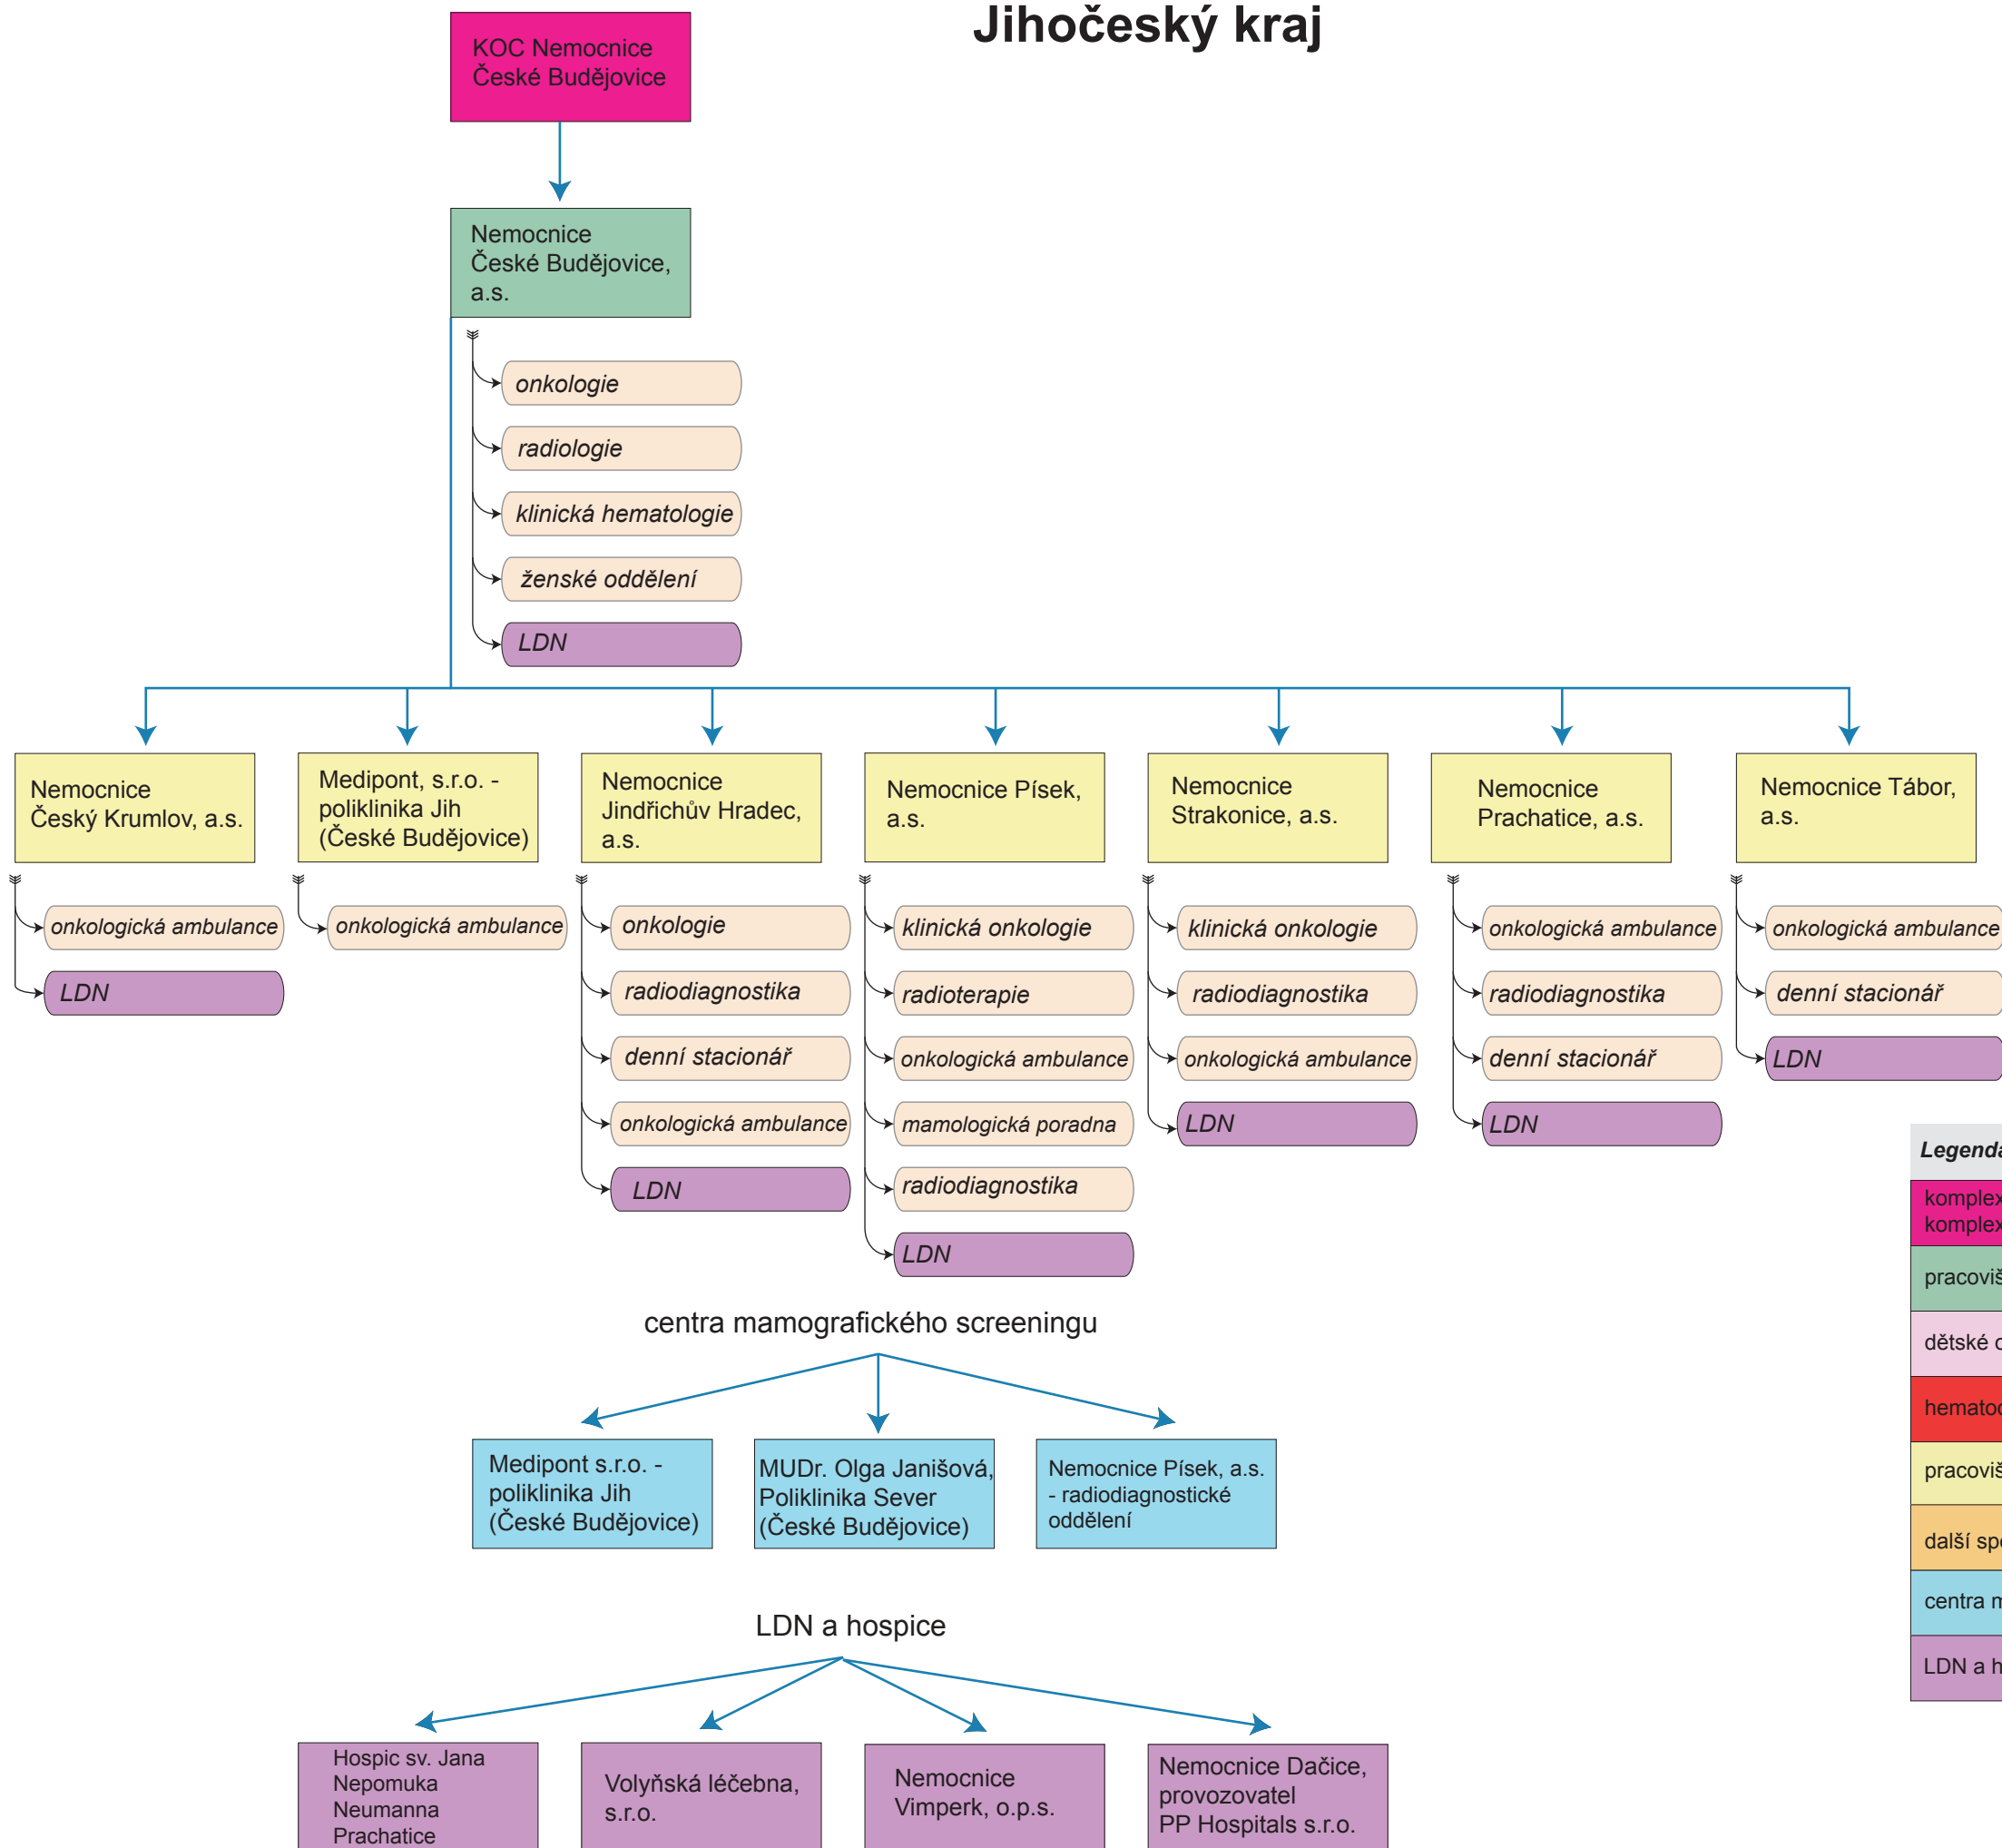 Jihočeský kraj
KOC Nemocnice
České Budějovice
Nemocnice
České Budějovice,
a.s.
onkologie
radiologie
klinická hematologie
ženské oddělení
LDN
Nemocnice
Český Krumlov, a.s.
onkologická ambulance
LDN
Medipont, s.r.o. -
poliklinika Jih
(České Budějovice)
onkologická ambulance
Nemocnice
Jindřichův Hradec,
a.s.
onkologie
radiodiagnostika
denní stacionář
onkologická ambulance
LDN
Nemocnice Písek,
a.s.
klinická onkologie
radioterapie
onkologická ambulance
mamologická poradna
radiodiagnostika
LDN
Nemocnice
Strakonice, a.s.
klinická onkologie
radiodiagnostika
onkologická ambulance
LDN
Nemocnice
Prachatice, a.s.
onkologická ambulance
radiodiagnostika
denní stacionář
LDN
Nemocnice Tábor,
a.s.
onkologická ambulance
denní stacionář
LDN
centra mamografického screeningu
Medipont s.r.o. -
poliklinika Jih
(České Budějovice)
MUDr. Olga Janišová,
Poliklinika Sever
(České Budějovice)
Nemocnice Písek, a.s.
- radiodiagnostické
oddělení
LDN a hospice
Hospic sv. Jana
Nepomuka
Neumanna
Prachatice
Volyňská léčebna,
s.r.o.
Nemocnice
Vimperk, o.p.s.
Nemocnice Dačice,
provozovatel
PP Hospitals s.r.o.
Legenda
další
centra
LDN a